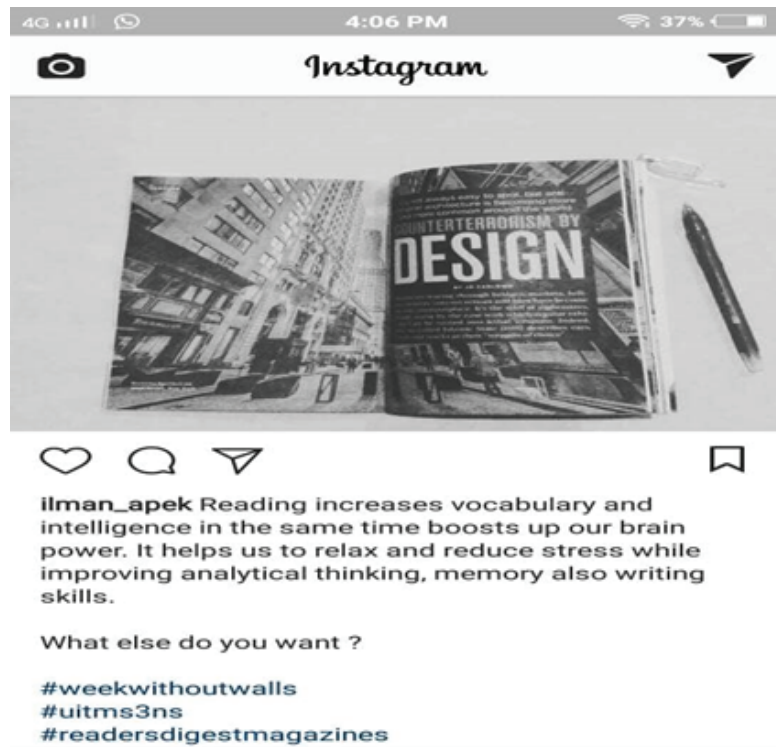 4G 4:06 PM 37%
Instagram
COUNTERTERRORISM BY
DESIGN
ilman_apek Reading increases vocabulary and
intelligence in the same time boosts up our brain
power. It helps us to relax and reduce stress while
improving analytical thinking, memory also writing
skills.
What else do you want ?
#weekwithoutwalls
#uitms3ns
#readersdigestmagazines